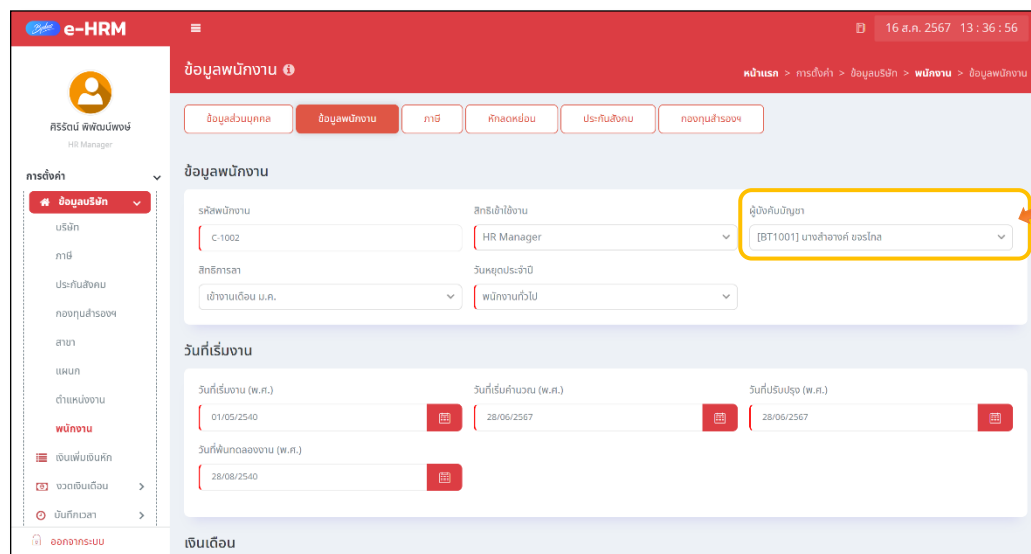 Byte e-HRM
16 ส.ค. 2567 13 : 36 : 56
ข้อมูลพนักงาน
หน้าแรก > การตั้งค่า > ข้อมูลบริษัท > พนักงาน > ข้อมูลพนักงาน
ศิริรัตน์ พิพัฒน์พงษ์
HR Manager
ข้อมูลส่วนบุคคล ข้อมูลพนักงาน ภาษี หักลดหย่อน ประกันสังคม กองทุนสำรองฯ
การตั้งค่า
ข้อมูลบริษัท
บริษัท
ภาษี
ประกันสังคม
กองทุนสำรองฯ
สาขา
แผนก
ตำแหน่งงาน
พนักงาน
เงินเพิ่มเงินหัก
งวดเงินเดือน
บันทึกเวลา
ออกจากระบบ
ข้อมูลพนักงาน
รหัสพนักงาน สิทธิเข้าใช้งาน ผู้บังคับบัญชา
C-1002 HR Manager [BT1001] นางสำอางค์ ขจรไกล
สิทธิการลา วันหยุดประจำปี
เข้างานเดือน ม.ค. พนักงานทั่วไป
วันที่เริ่มงาน
วันที่เริ่มงาน (พ.ศ.) วันที่เริ่มคำนวณ (พ.ศ.) วันที่ปรับปรุง (พ.ศ.)
01/05/2540 28/06/2567 28/06/2567
วันที่พ้นทดลองงาน (พ.ศ.)
28/08/2540
เงินเดือน